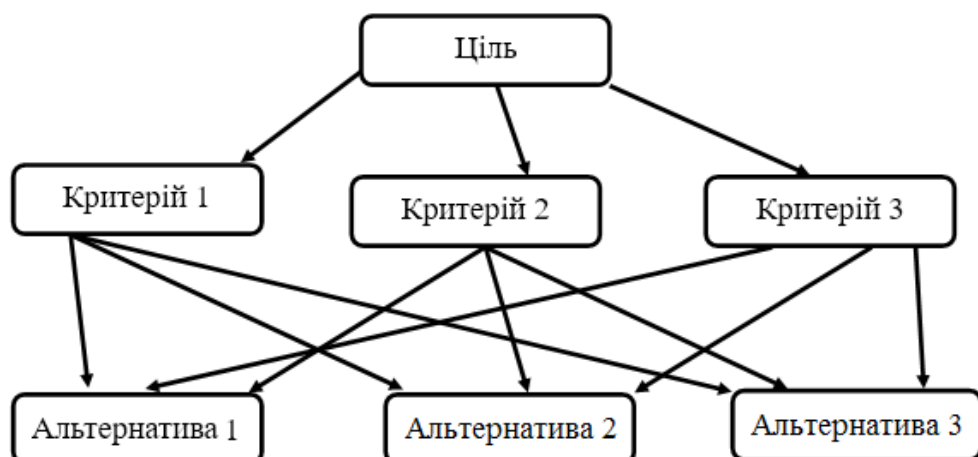 Ціль
Критерій 1
Критерій 2
Критерій 3
Альтернатива 1
Альтернатива 2
Альтернатива 3